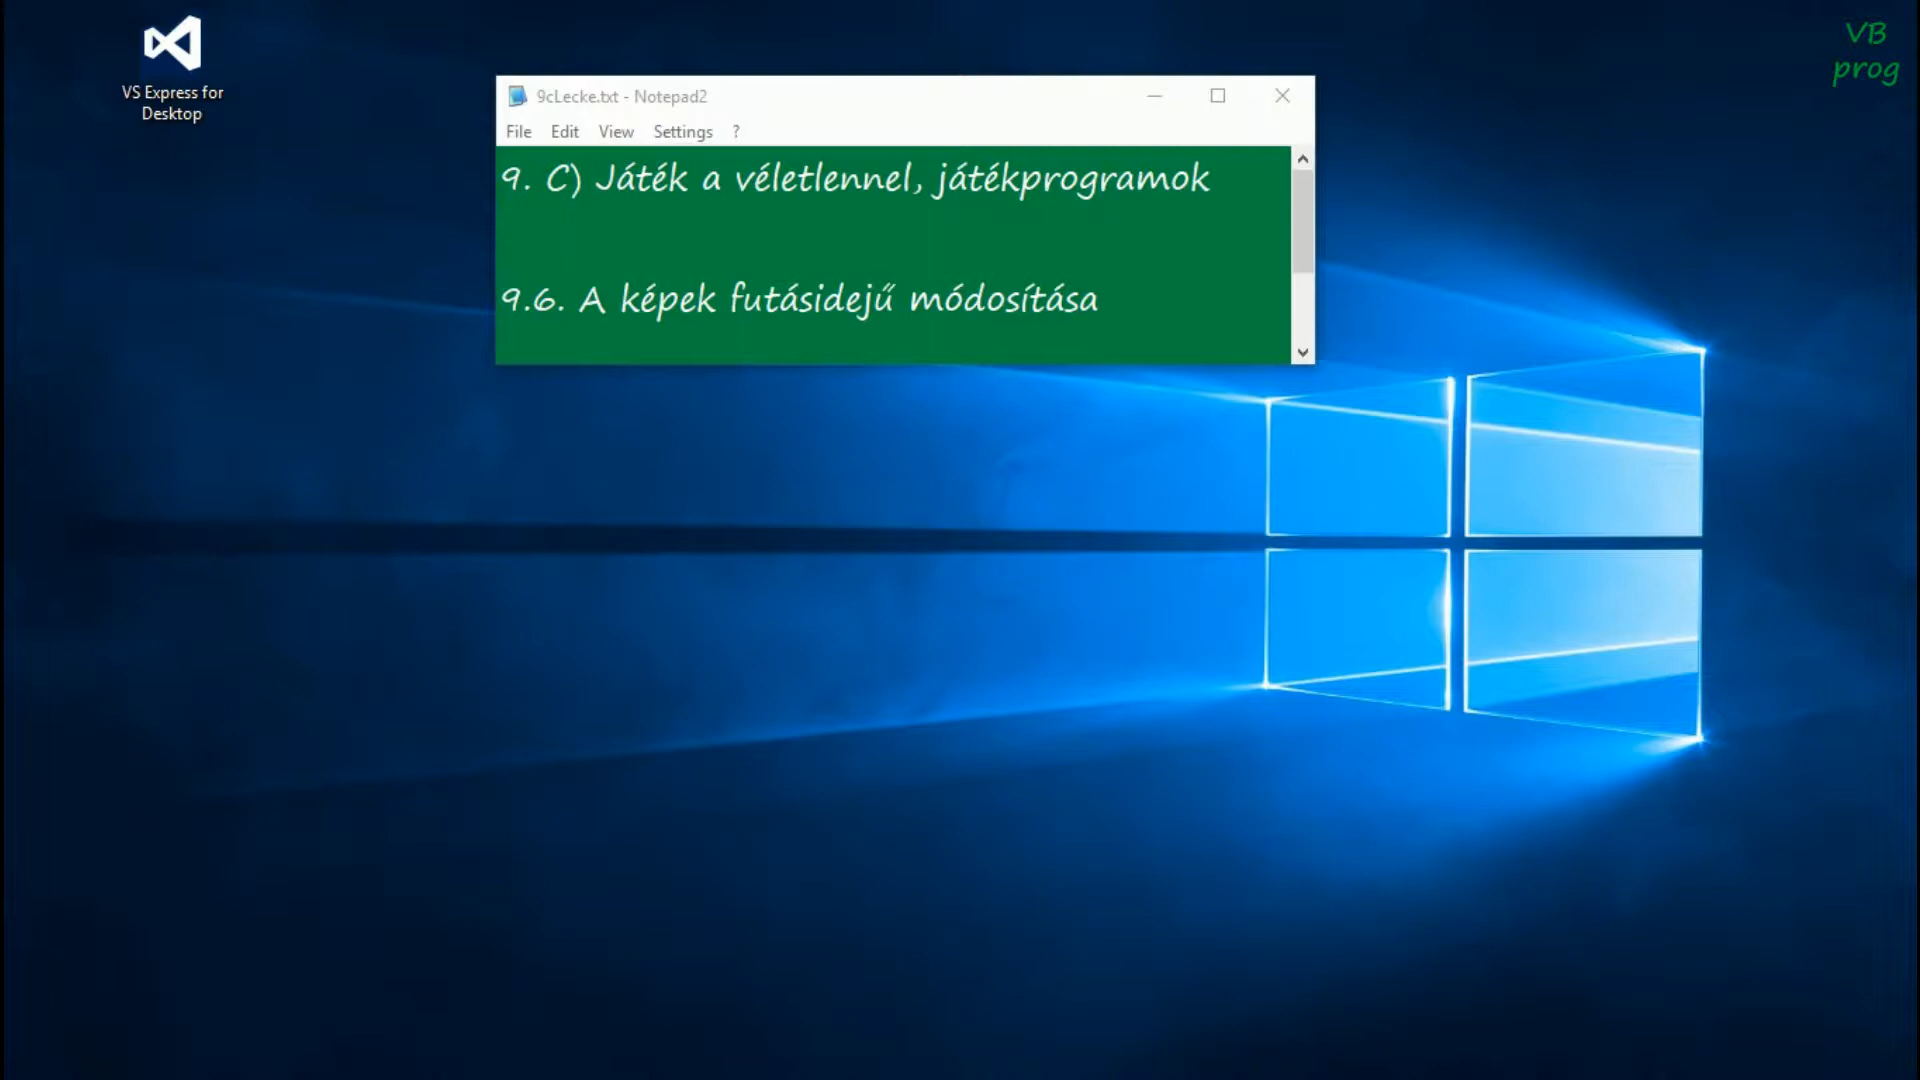 VS Express for
Desktop
9cLecke.txt - Notepad2
File Edit View Settings ?
9. C) Játék a véletlennel, játékprogramok
9.6. A képek futásidejű módosítása
VB
prog